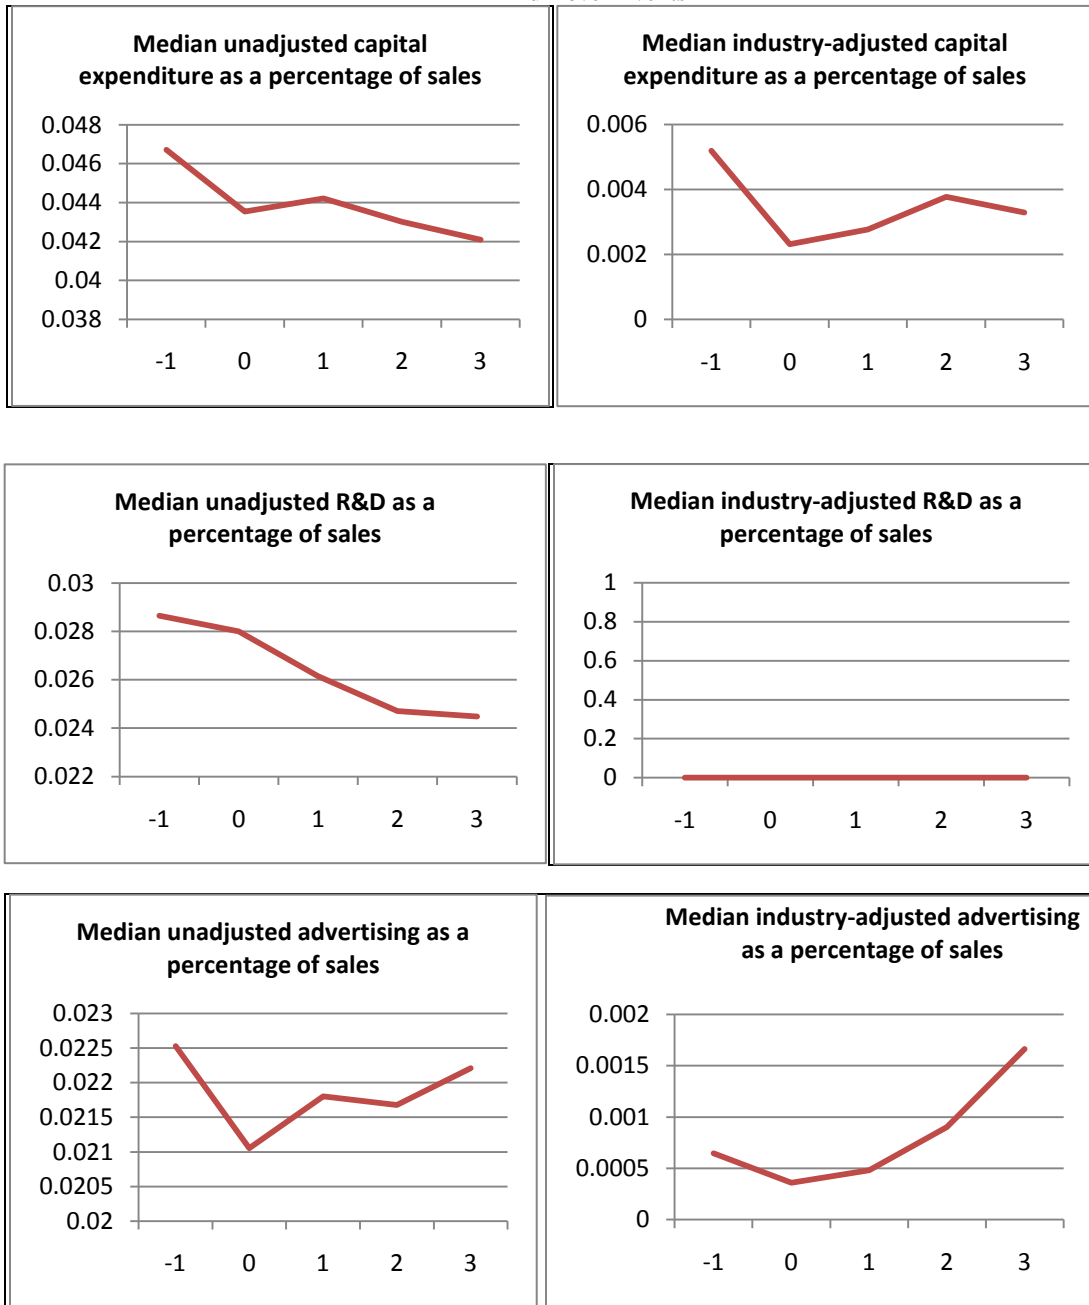 Median unadjusted capital
expenditure as a percentage of sales
0.048
0.046
0.044
0.042
0.04
0.038
-1 0 1 2 3
Median industry-adjusted capital
expenditure as a percentage of sales
0.006
0.004
0.002
0
-1 0 1 2 3
Median unadjusted R&D as a
percentage of sales
0.03
0.028
0.026
0.024
0.022
-1 0 1 2 3
Median industry-adjusted R&D as a
percentage of sales
1
0.8
0.6
0.4
0.2
0
-1 0 1 2 3
Median unadjusted advertising as a
percentage of sales
0.023
0.0225
0.022
0.0215
0.021
0.0205
0.02
-1 0 1 2 3
Median industry-adjusted advertising
as a percentage of sales
0.002
0.0015
0.001
0.0005
0
-1 0 1 2 3